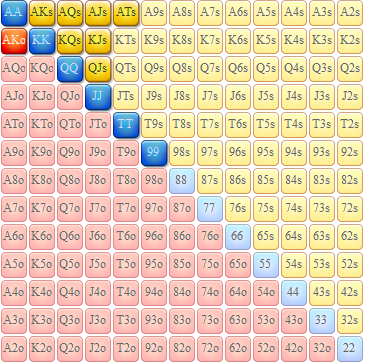 AA AKs AQs AJs ATs A9s A8s A7s A6s A5s A4s A3s A2s
AKo KK KQs KJs KTs K9s K8s K7s K6s K5s K4s K3s K2s
AQo KQo QQ QJs QTs Q9s Q8s Q7s Q6s Q5s Q4s Q3s Q2s
AJo KJo QJo JJ JTs J9s J8s J7s J6s J5s J4s J3s J2s
ATo KTo QTo JTo TT T9s T8s T7s T6s T5s T4s T3s T2s
A9o K9o Q9o J9o T9o 99 98s 97s 96s 95s 94s 93s 92s
A8o K8o Q8o J8o T8o 98o 88 87s 86s 85s 84s 83s 82s
A7o K7o Q7o J7o T7o 97o 87o 77 76s 75s 74s 73s 72s
A6o K6o Q6o J6o T6o 96o 86o 76o 66 65s 64s 63s 62s
A5o K5o Q5o J5o T5o 95o 85o 75o 65o 55 54s 53s 52s
A4o K4o Q4o J4o T4o 94o 84o 74o 64o 54o 44 43s 42s
A3o K3o Q3o J3o T3o 93o 83o 73o 63o 53o 43o 33 32s
A2o K2o Q2o J2o T2o 92o 82o 72o 62o 52o 42o 32o 22